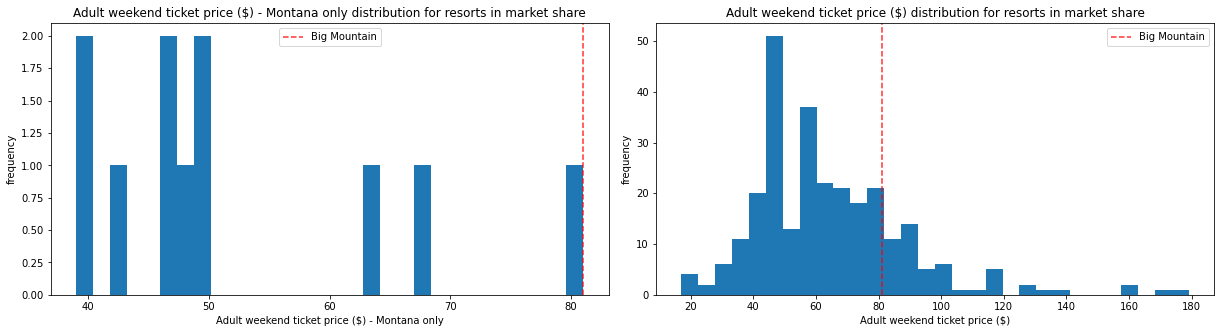 Adult weekend ticket price ($) - Montana only distribution for resorts in market share
Big Mountain
2.00
1.75
1.50
1.25
1.00
0.75
0.50
0.25
0.00
frequency
40 50 60 70 80
Adult weekend ticket price ($) - Montana only
Adult weekend ticket price ($) distribution for resorts in market share
Big Mountain
50
40
30
20
10
0
frequency
20 40 60 80 100 120 140 160 180
Adult weekend ticket price ($)